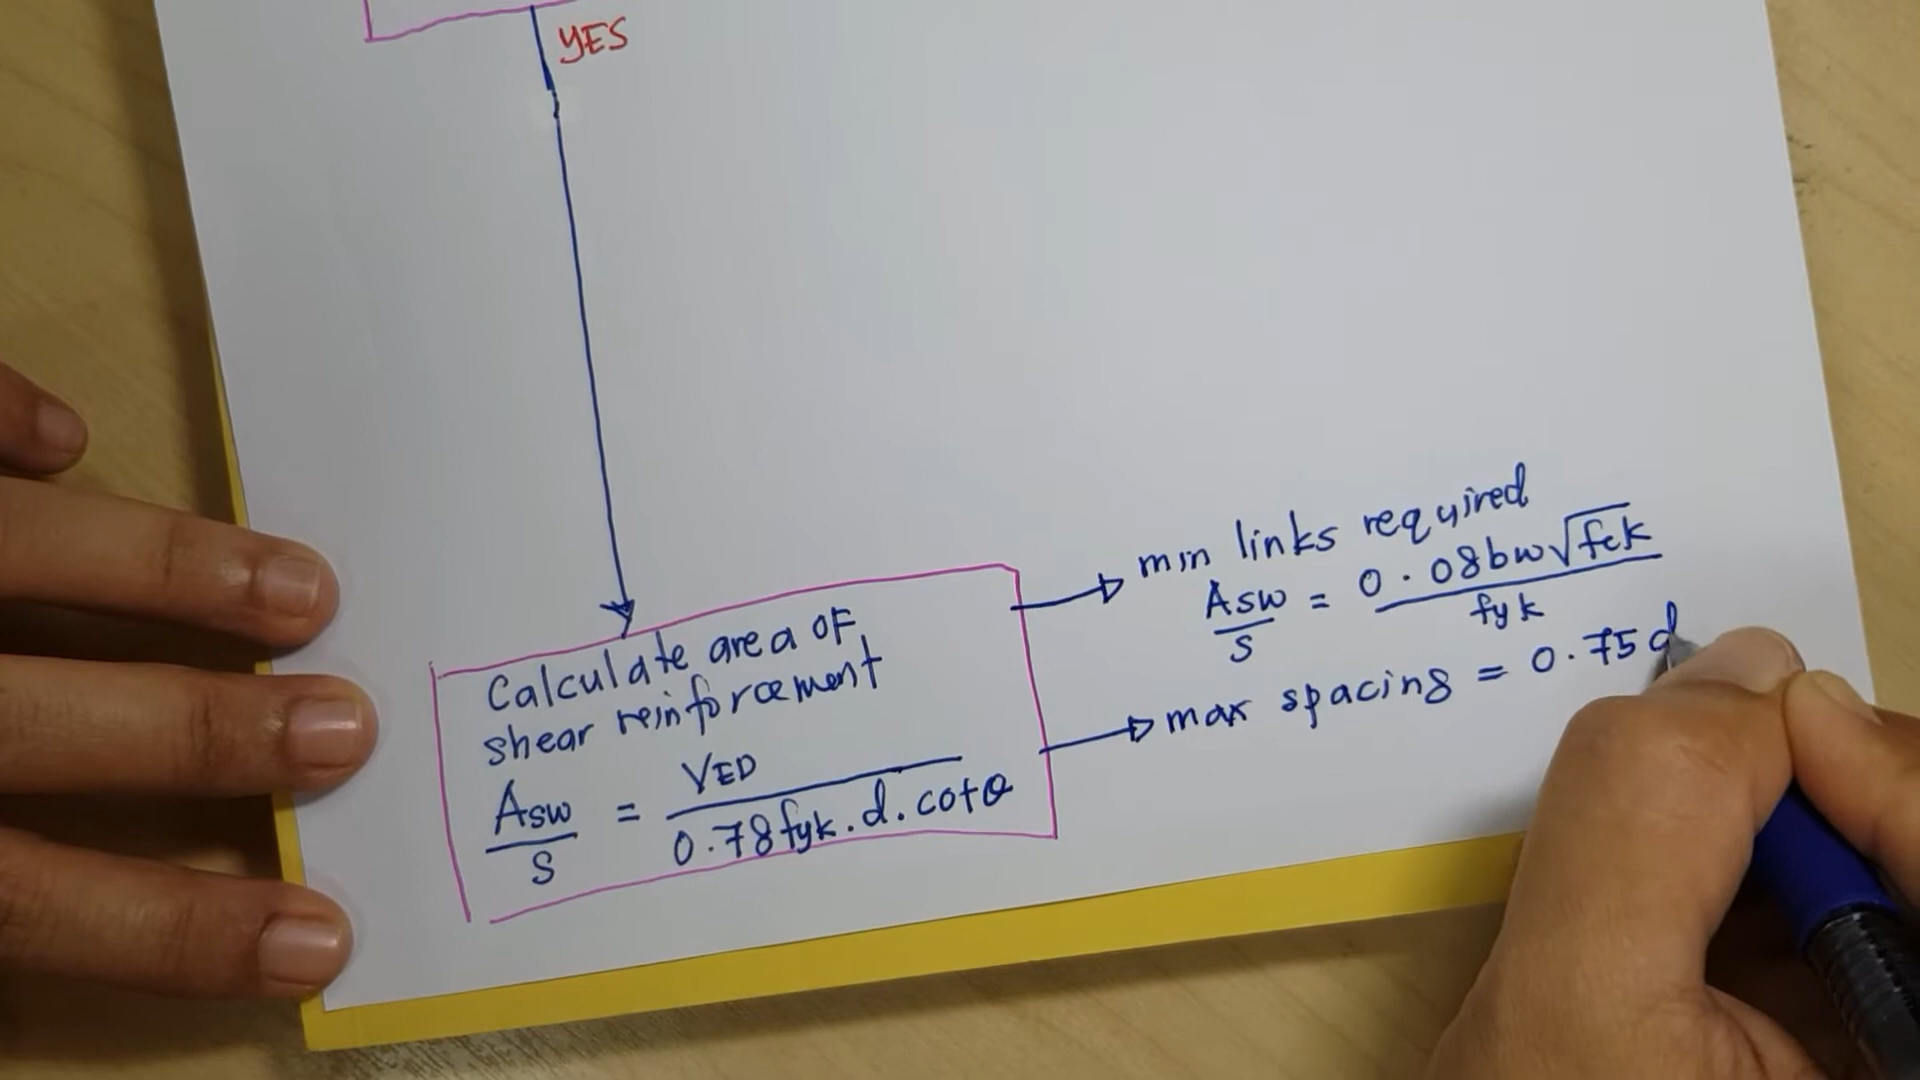 YES
Calculate area of
shear reinforcement
Asw/s = VED/0.78fyk.d.cotθ
min links required
Asw/s = 0.08bw√fck/fyk
max spacing = 0.75d